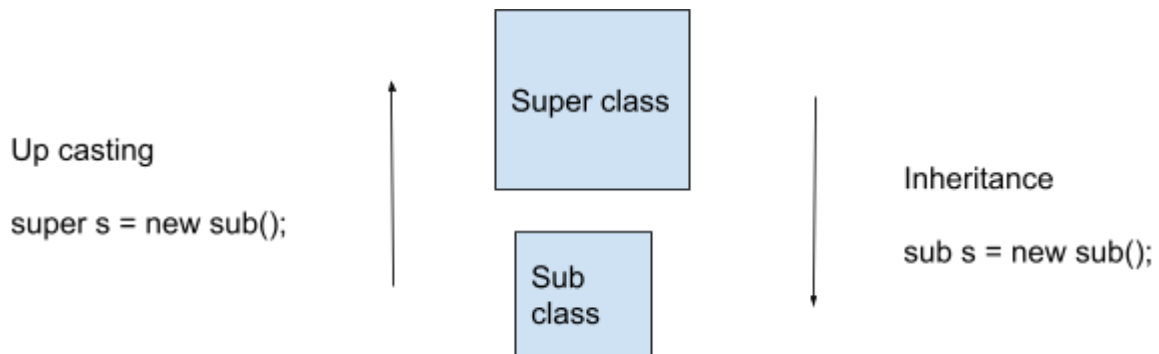 Super class
Up casting
super s = new sub();
Inheritance
sub s = new sub();
Sub
class